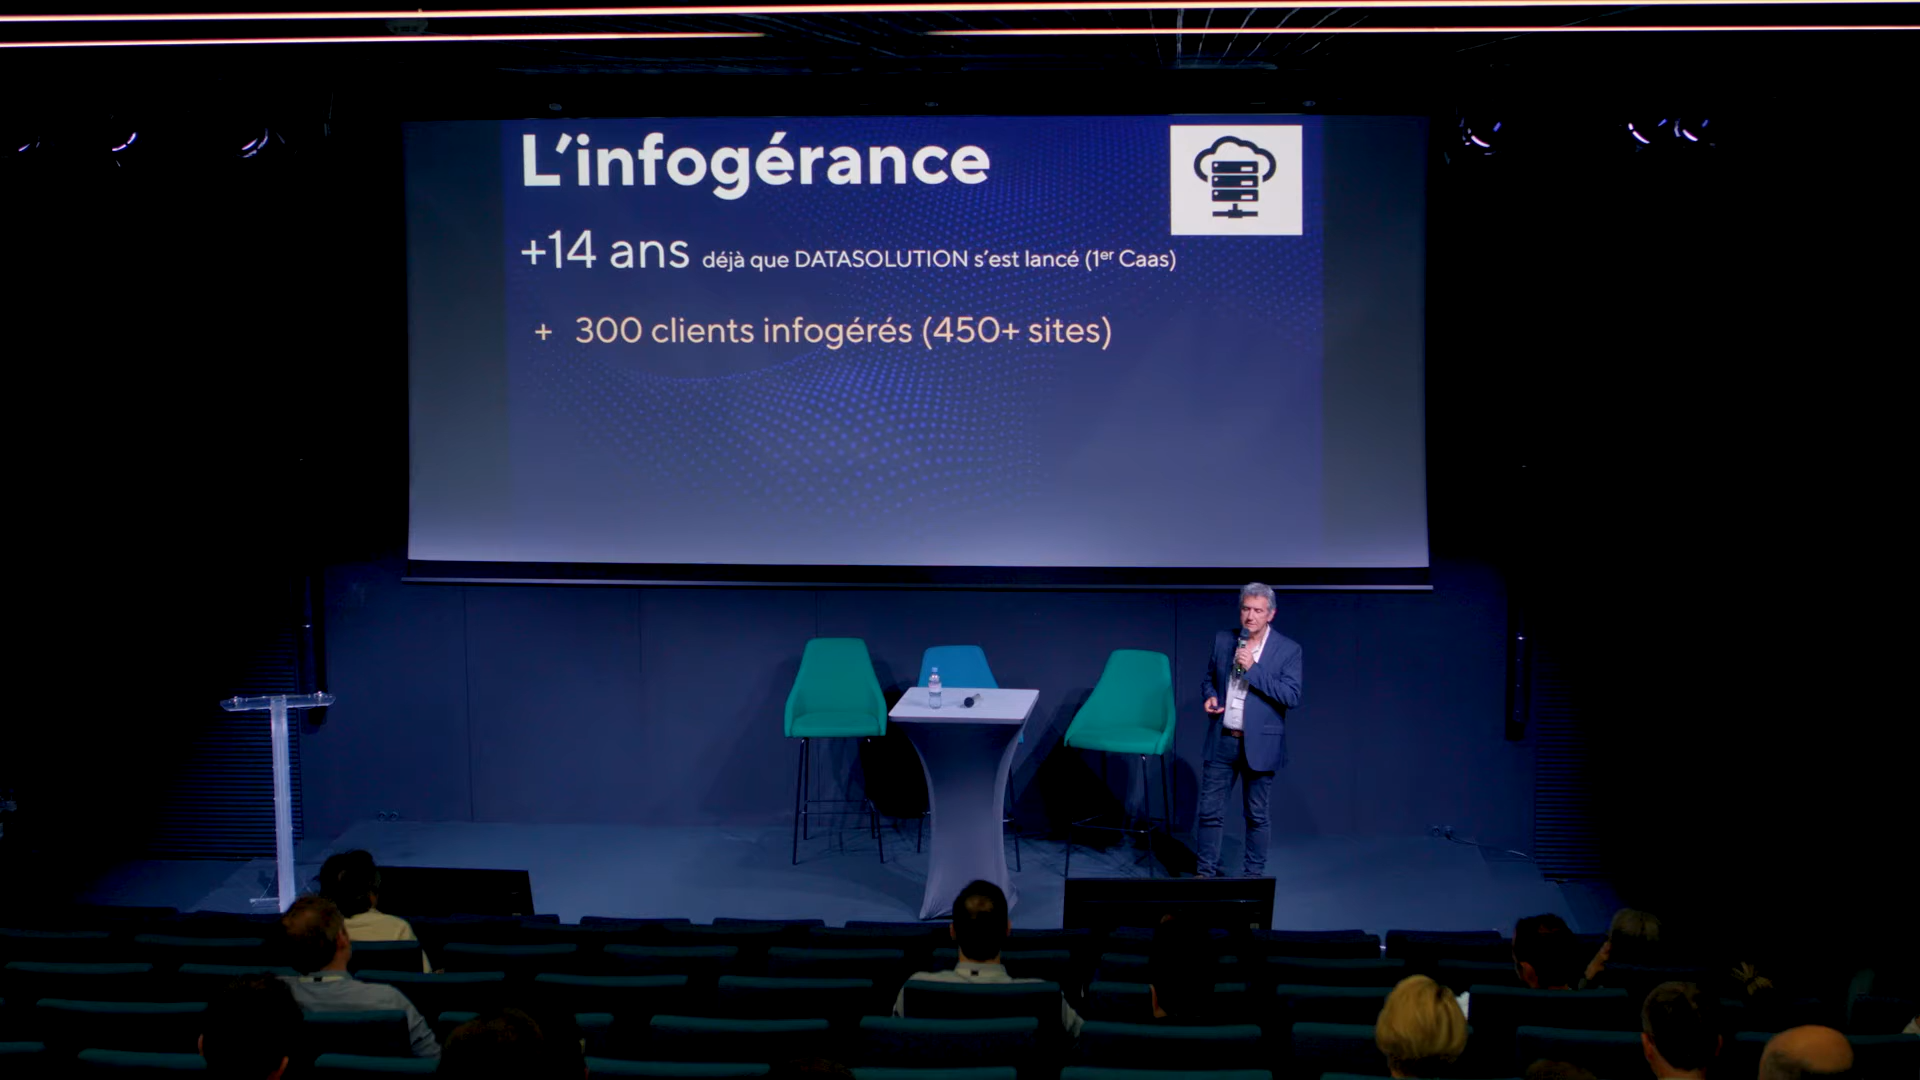 L'infogérance
+14 ans déjà que DATASOLUTION s'est lancé (1er Caas)
+ 300 clients infogérés (450+ sites)